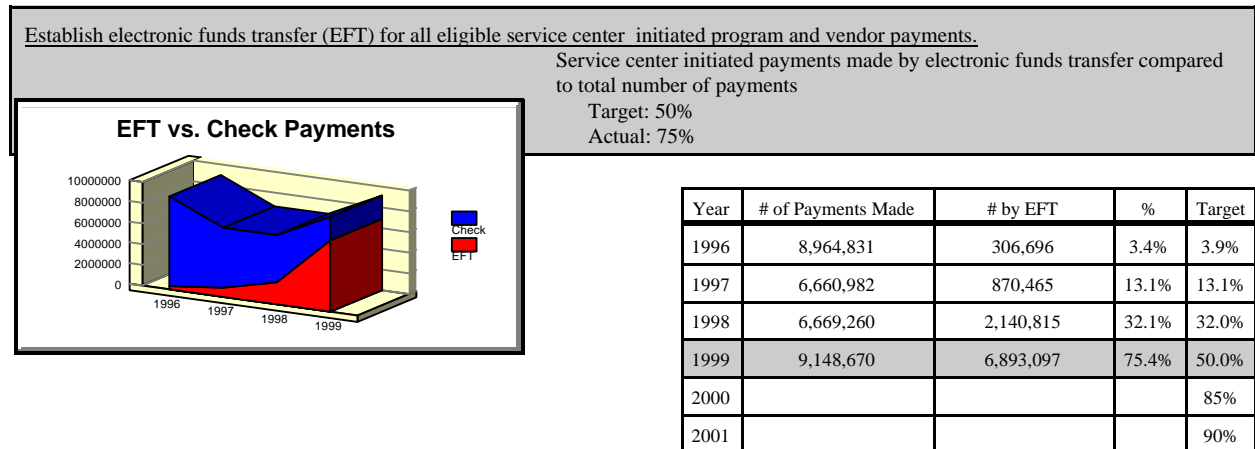 Establish electronic funds transfer (EFT) for all eligible service center initiated program and vendor payments.
Service center initiated payments made by electronic funds transfer compared
to total number of payments
Target: 50%
Actual: 75%
EFT vs. Check Payments
10000000
8000000
6000000
4000000
2000000
0
1996
1997
1998
1999
Check
EFT
Year # of Payments Made # by EFT % Target
1996 8,964,831 306,696 3.4% 3.9%
1997 6,660,982 870,465 13.1% 13.1%
1998 6,669,260 2,140,815 32.1% 32.0%
1999 9,148,670 6,893,097 75.4% 50.0%
2000 85%
2001 90%